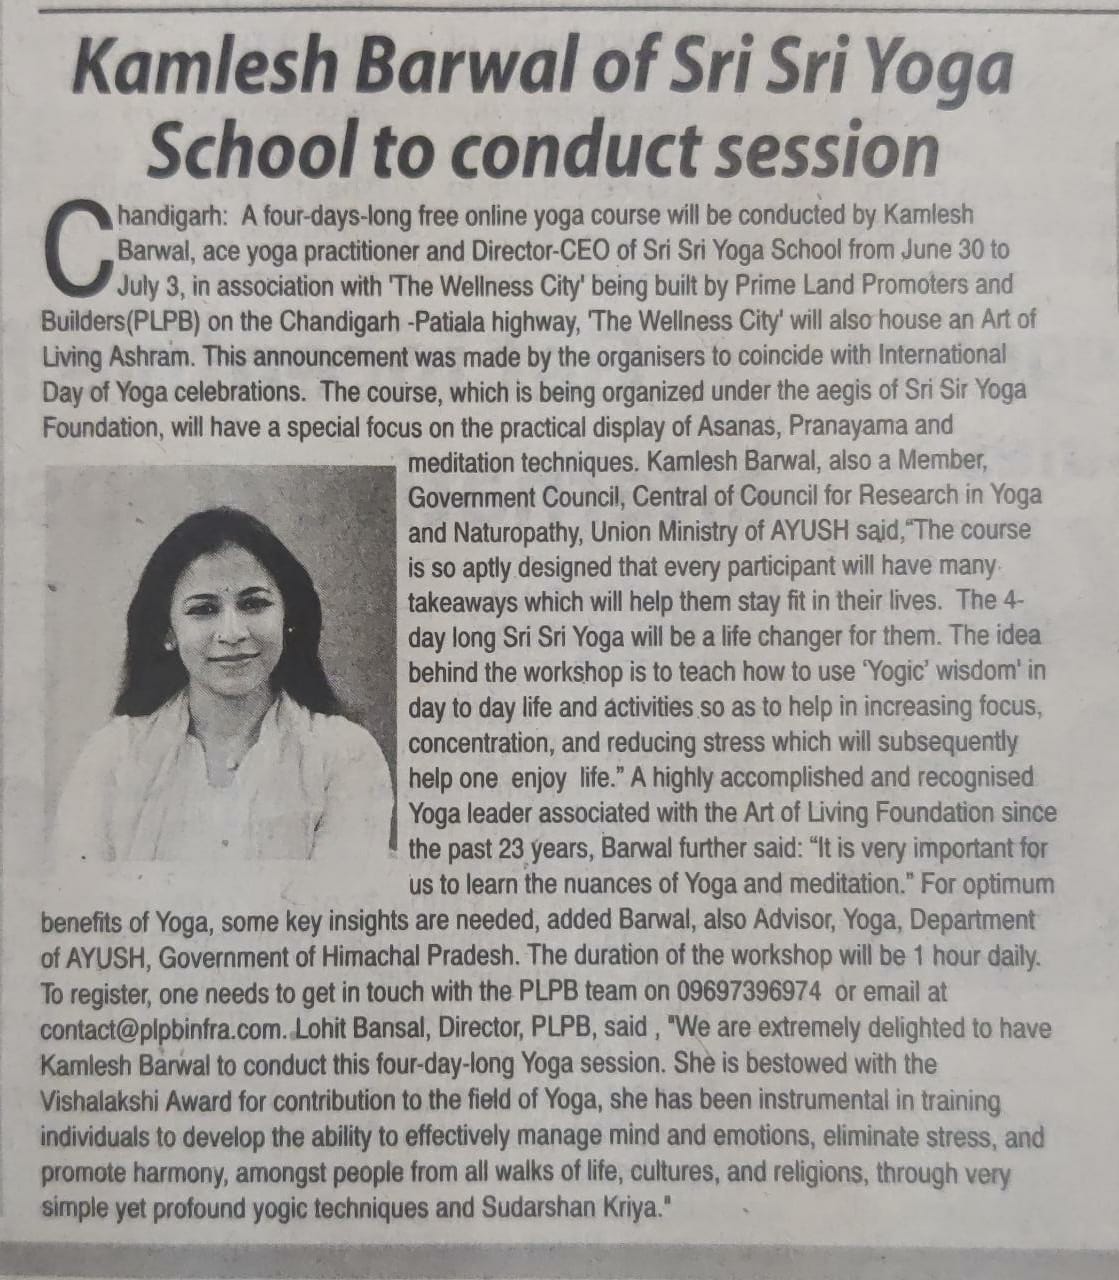 Kamlesh Barwal of Sri Sri Yoga
School to conduct session
Chandigarh: A four-days-long free online yoga course will be conducted by Kamlesh
Barwal, ace yoga practitioner and Director-CEO of Sri Sri Yoga School from June 30 to
July 3, in association with 'The Wellness City' being built by Prime Land Promoters and
Builders(PLPB) on the Chandigarh -Patiala highway, 'The Wellness City' will also house an Art of
Living Ashram. This announcement was made by the organisers to coincide with International
Day of Yoga celebrations. The course, which is being organized under the aegis of Sri Sir Yoga
Foundation, will have a special focus on the practical display of Asanas, Pranayama and
meditation techniques. Kamlesh Barwal, also a Member,
Government Council, Central of Council for Research in Yoga
and Naturopathy, Union Ministry of AYUSH said,"The course
is so aptly designed that every participant will have many
takeaways which will help them stay fit in their lives. The 4-
day long Sri Sri Yoga will be a life changer for them. The idea
behind the workshop is to teach how to use ‘Yogic’ wisdom' in
day to day life and activities so as to help in increasing focus,
concentration, and reducing stress which will subsequently
help one enjoy life.” A highly accomplished and recognised
Yoga leader associated with the Art of Living Foundation since
the past 23 years, Barwal further said: “It is very important for
us to learn the nuances of Yoga and meditation.” For optimum
benefits of Yoga, some key insights are needed, added Barwal, also Advisor, Yoga, Department
of AYUSH, Government of Himachal Pradesh. The duration of the workshop will be 1 hour daily.
To register, one needs to get in touch with the PLPB team on 09697396974 or email at
contact@plpbinfra.com. Lohit Bansal, Director, PLPB, said , "We are extremely delighted to have
Kamlesh Barwal to conduct this four-day-long Yoga session. She is bestowed with the
Vishalakshi Award for contribution to the field of Yoga, she has been instrumental in training
individuals to develop the ability to effectively manage mind and emotions, eliminate stress, and
promote harmony, amongst people from all walks of life, cultures, and religions, through very
simple yet profound yogic techniques and Sudarshan Kriya."